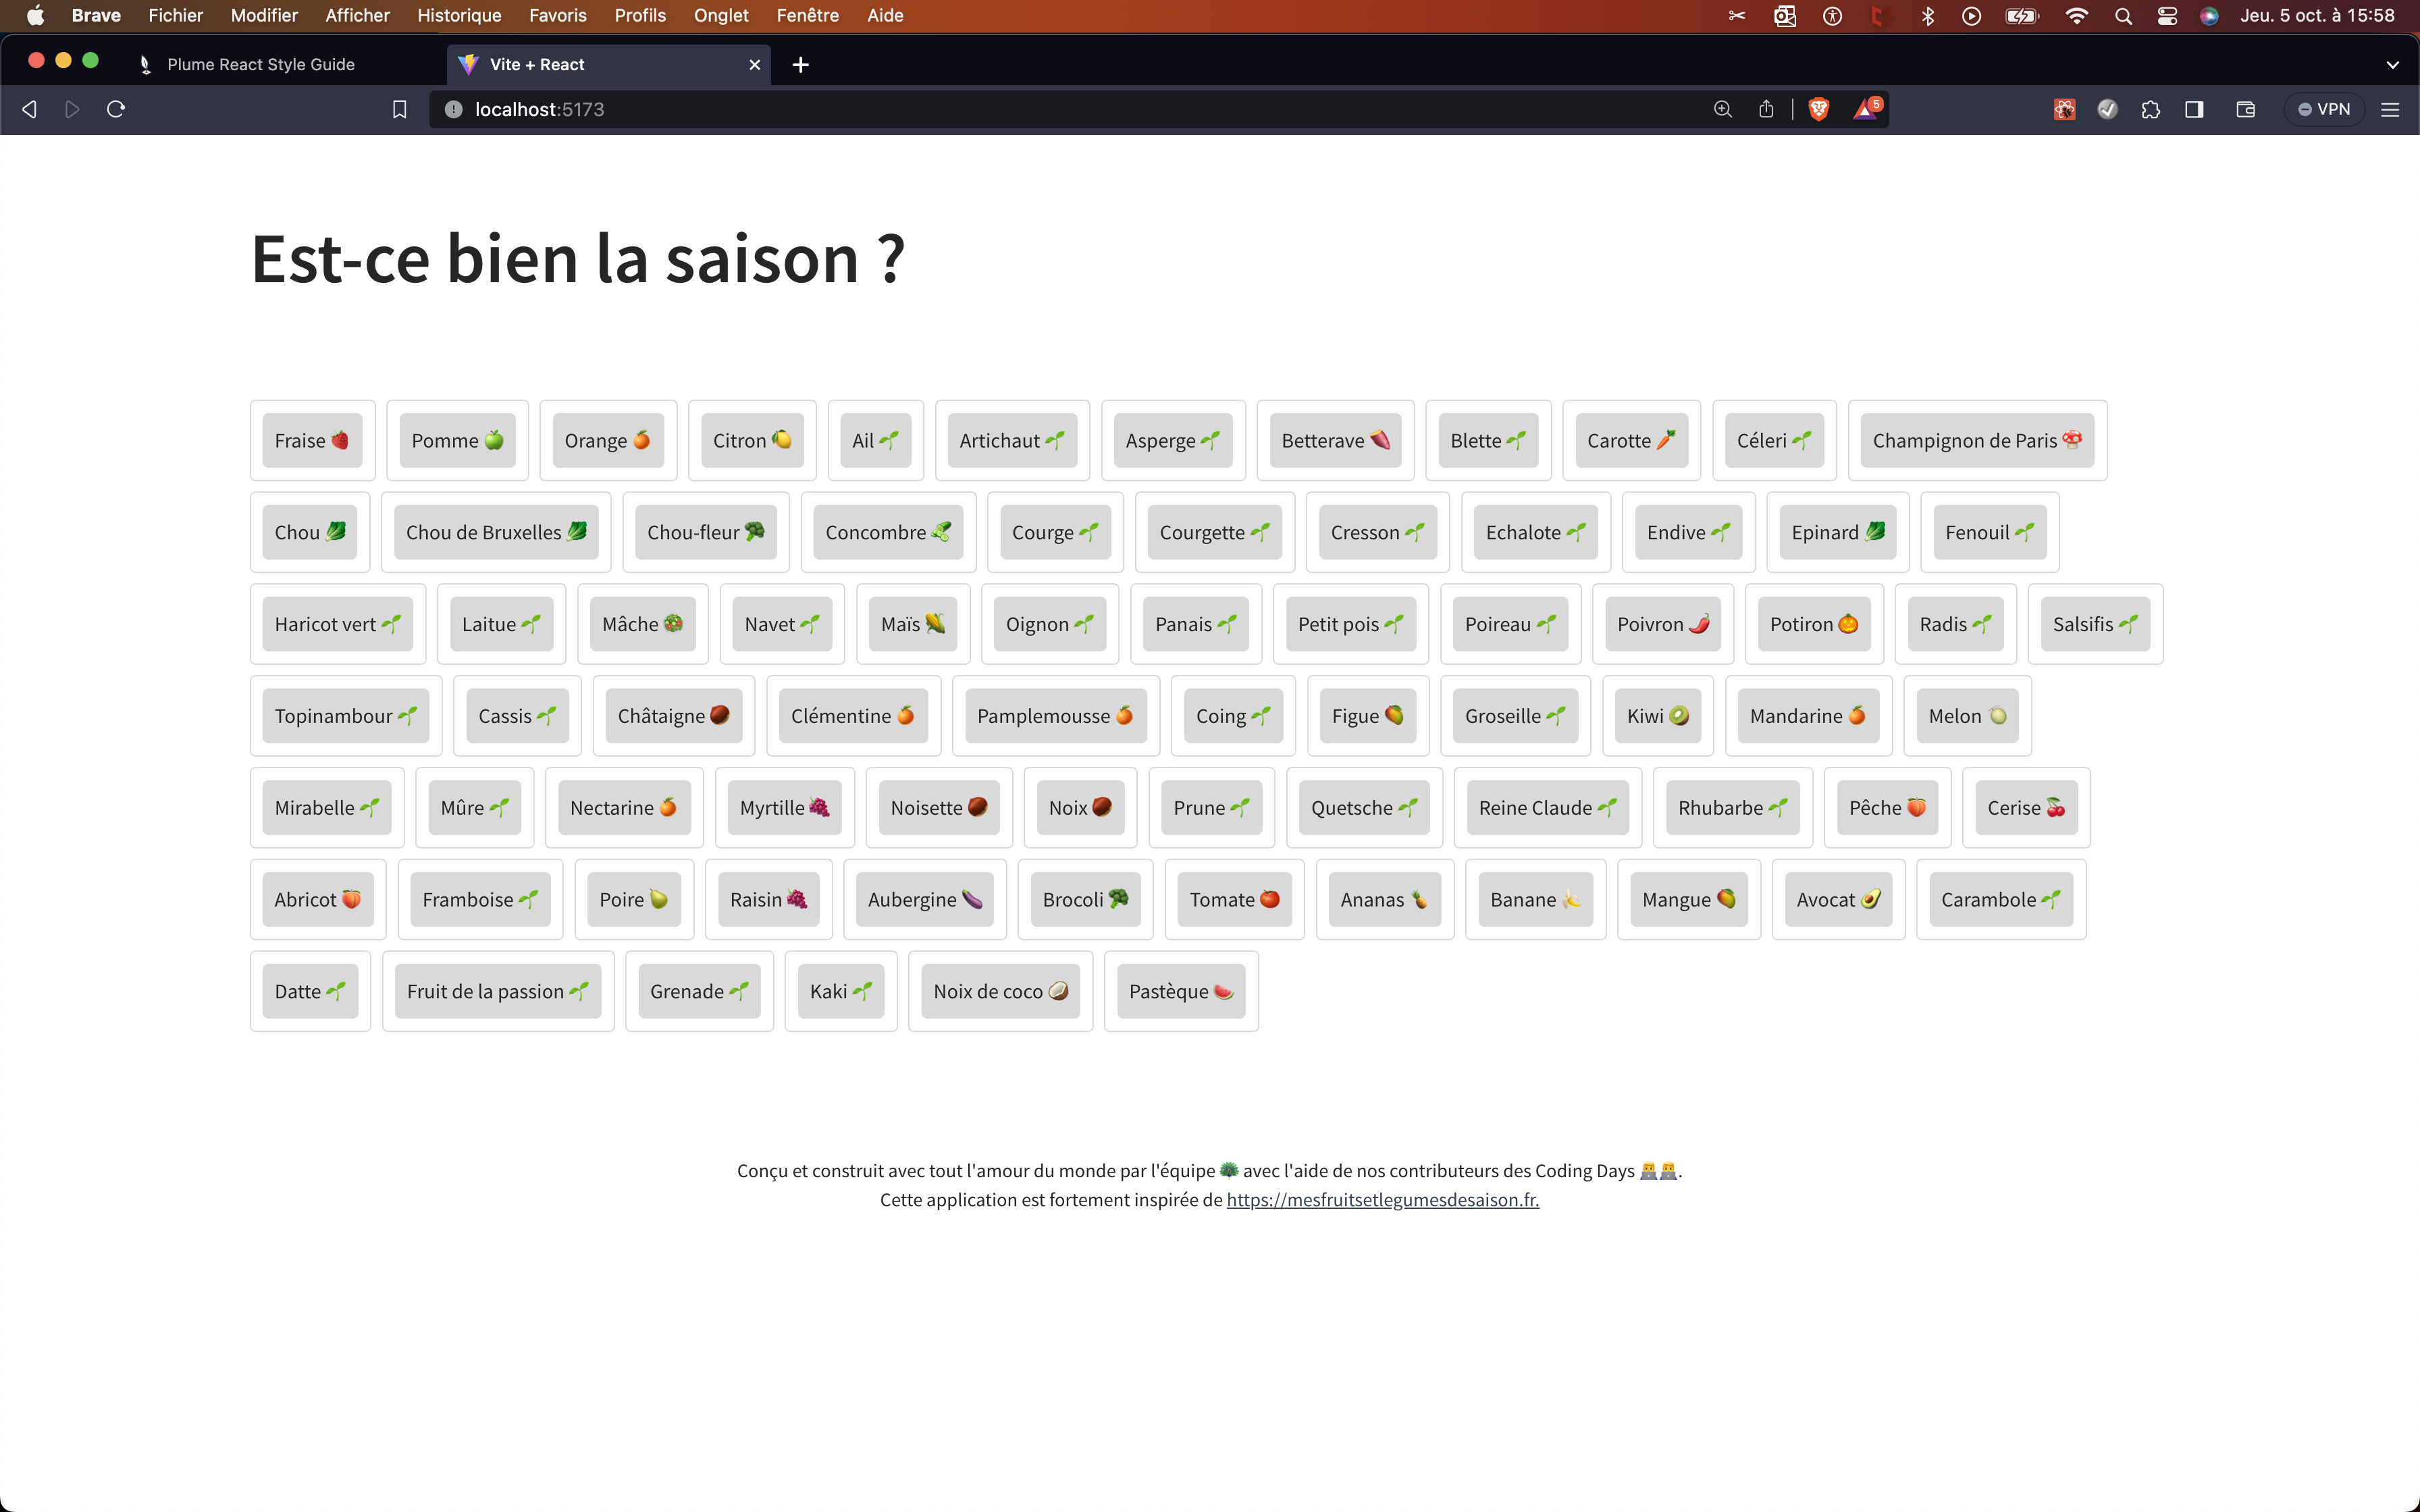 Brave Fichier Modifier Afficher Historique Favoris Profils Onglet Fenêtre Aide Jeu. 5 oct. à 15:58
Plume React Style Guide Vite + React
localhost:5173 5 VPN
Est-ce bien la saison ?
Fraise 🍓 Pomme 🍏 Orange 🍊 Citron 🍋 Ail 🌱 Artichaut 🌱 Asperge 🌱 Betterave 🍠 Blette 🌱 Carotte 🥕 Céleri 🌱 Champignon de Paris 🍄
Chou 🥬 Chou de Bruxelles 🥬 Chou-fleur 🥦 Concombre 🥒 Courge 🌱 Courgette 🌱 Cresson 🌱 Echalote 🌱 Endive 🌱 Epinard 🥬 Fenouil 🌱
Haricot vert 🌱 Laitue 🌱 Mâche 🥗 Navet 🌱 Maïs 🌽 Oignon 🌱 Panais 🌱 Petit pois 🌱 Poireau 🌱 Poivron 🌶️ Potiron 🎃 Radis 🌱 Salsifis 🌱
Topinambour 🌱 Cassis 🌱 Châtaigne 🌰 Clémentine 🍊 Pamplemousse 🍊 Coing 🌱 Figue 🥭 Groseille 🌱 Kiwi 🥝 Mandarine 🍊 Melon 🍈
Mirabelle 🌱 Mûre 🌱 Nectarine 🍊 Myrtille 🍇 Noisette 🌰 Noix 🌰 Prune 🌱 Quetsche 🌱 Reine Claude 🌱 Rhubarbe 🌱 Pêche 🍑 Cerise 🍒
Abricot 🍑 Framboise 🌱 Poire 🍐 Raisin 🍇 Aubergine 🍆 Brocoli 🥦 Tomate 🍅 Ananas 🍍 Banane 🍌 Mangue 🥭 Avocat 🥑 Carambole 🌱
Datte 🌱 Fruit de la passion 🌱 Grenade 🌱 Kaki 🌱 Noix de coco 🥥 Pastèque 🍉
Conçu et construit avec tout l'amour du monde par l'équipe 🦚 avec l'aide de nos contributeurs des Coding Days 👨‍💻👨‍💻.
Cette application est fortement inspirée de https://mesfruitsetlegumesdesaison.fr.